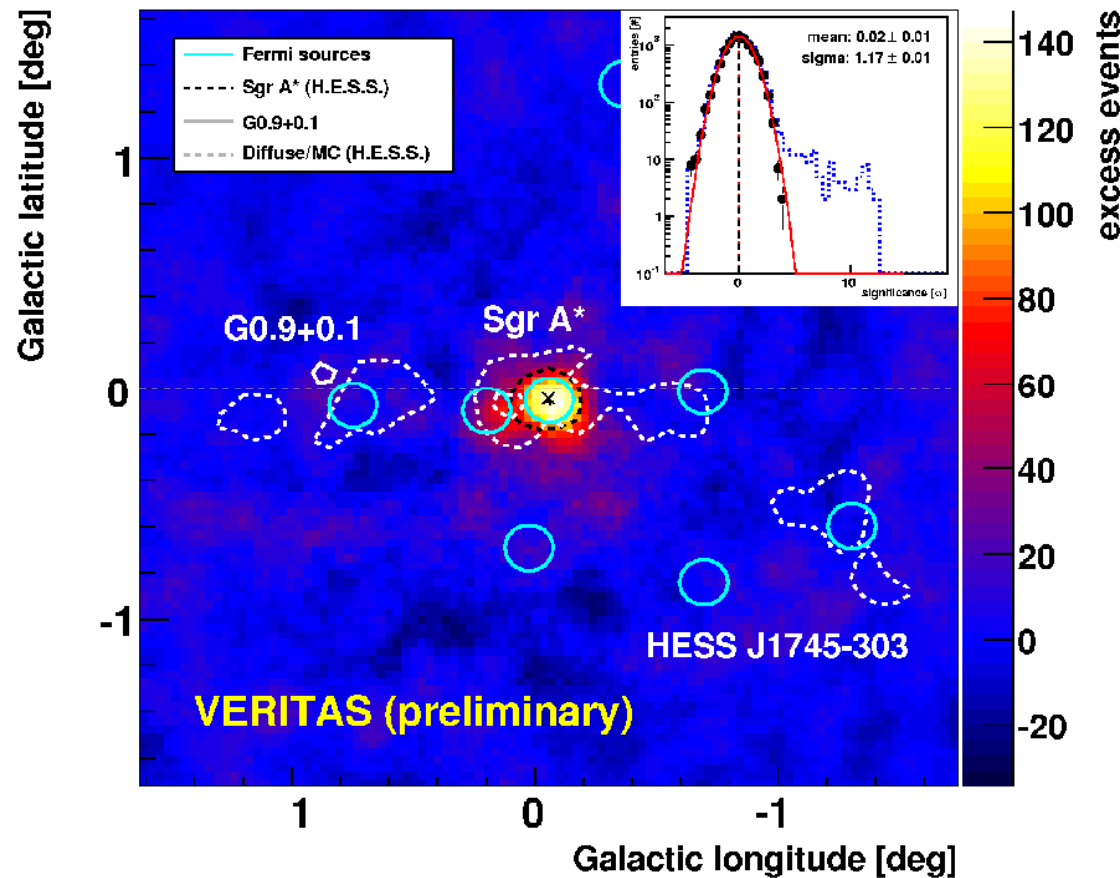 Galactic latitude [deg]
Fermi sources
Sgr A* (H.E.S.S.)
G0.9+0.1
Diffuse/MC (H.E.S.S.)
entries [#]
mean: 0.02 ± 0.01
sigma: 1.17 ± 0.01
10³
10²
10
1
10⁻¹
0
10
significance [σ]
excess events
140
120
100
80
60
40
20
0
-20
1
0
-1
G0.9+0.1
Sgr A*
HESS J1745-303
VERITAS (preliminary)
1
0
-1
Galactic longitude [deg]